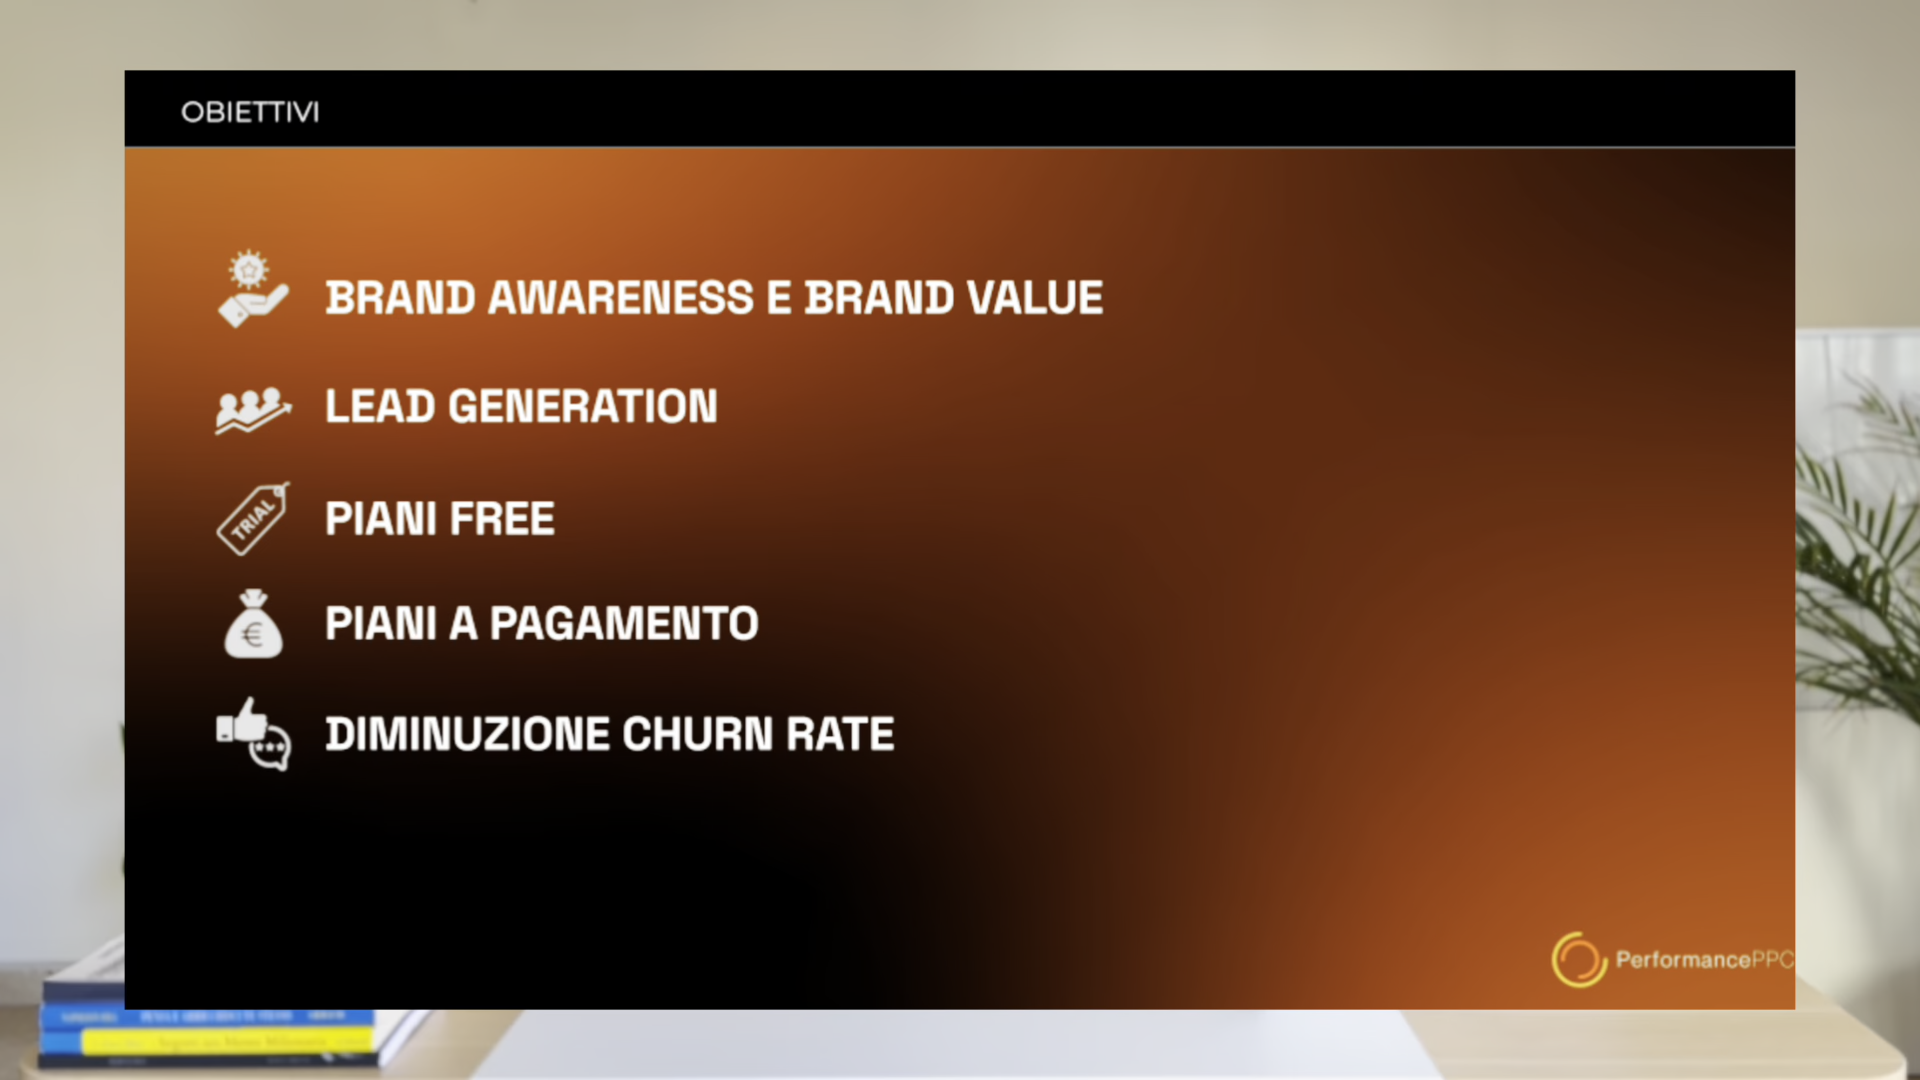 OBIETTIVI
BRAND AWARENESS E BRAND VALUE
LEAD GENERATION
TRIAL
PIANI FREE
€
PIANI A PAGAMENTO
DIMINUZIONE CHURN RATE
PerformancePPC